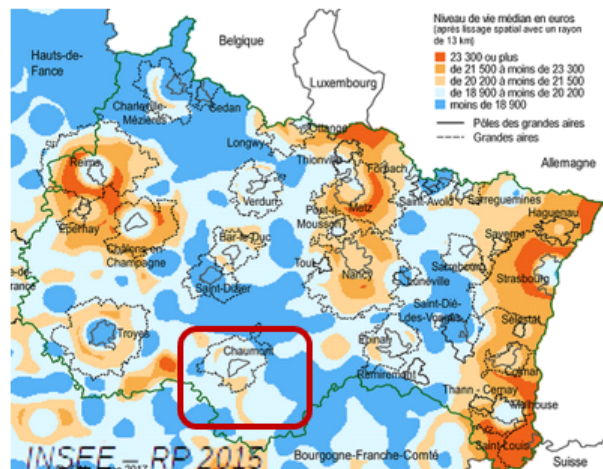 Niveau de vie médian en euros
(après lissage spatial avec un rayon
de 13 km)
23 300 ou plus
de 21 500 à moins de 23 300
de 20 200 à moins de 21 500
de 18 900 à moins de 20 200
moins de 18 900
Pôles des grandes aires
Grandes aires
Belgique
Hauts-de-
France
Luxembourg
Charleville-
Mézières
Sedan
Longwy
Ottange
Allemagne
Thionville
Forbach
Reims
Verdun
Metz
Saint-Avold
Sarreguemines
Haguenau
Pont-à
Mousson
Epernay
Châlons-en
Champagne
Bar-le-Duc
Saverne
Toul
Sarrebourg
Strasbourg
Nancy
Lunéville
Saint-Dizier
Saint-Dié
-des-Vosges
Sélestat
Troyes
Chaumont
Epinal
Colmar
Remiremont
Thann - Cernay
Mulhouse
Saint-Louis
INSEE – RP 2015
Bourgogne-Franche-Comté
Suisse